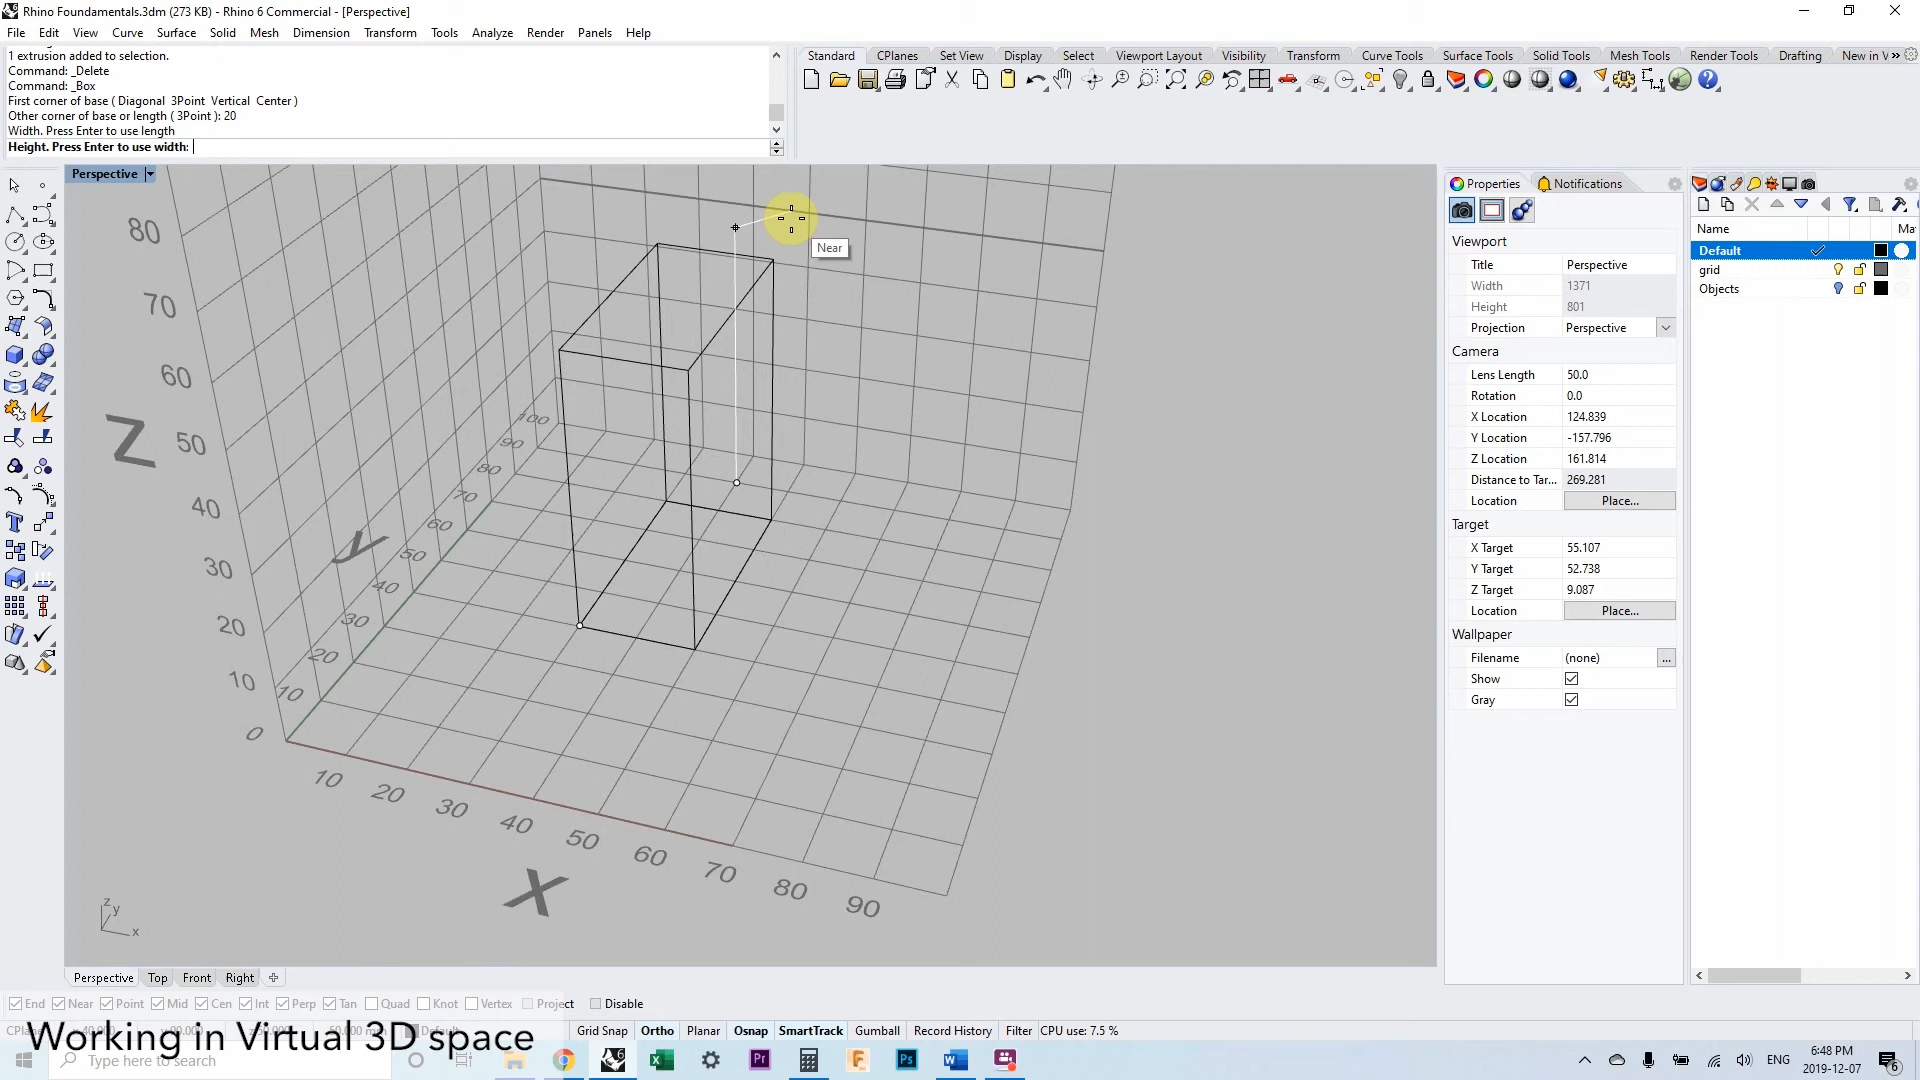 Rhino Foundamentals.3dm (273 KB) - Rhino 6 Commercial - [Perspective]
File Edit View Curve Surface Solid Mesh Dimension Transform Tools Analyze Render Panels Help
1 extrusion added to selection.
Command: _Delete
Command: _Box
First corner of base ( Diagonal 3Point Vertical Center )
Other corner of base or length ( 3Point ): 20
Width. Press Enter to use length
Height. Press Enter to use width:
Standard CPlanes Set View Display Select Viewport Layout Visibility Transform Curve Tools Surface Tools Solid Tools Mesh Tools Render Tools Drafting New in V »
Perspective
Near
80
70
60
50
40
30
20
10
0
Z
100
90
80
70
60
50
40
30
20
10
y
10
20
30
40
50
60
70
80
90
X
z
y
x
Properties Notifications
Viewport
Title Perspective
Width 1371
Height 801
Projection Perspective
Camera
Lens Length 50.0
Rotation 0.0
X Location 124.839
Y Location -157.796
Z Location 161.814
Distance to Tar... 269.281
Location Place...
Target
X Target 55.107
Y Target 52.738
Z Target 9.087
Location Place...
Wallpaper
Filename (none) ...
Show
Gray
Name Ma
Default
grid
Objects
Perspective Top Front Right
End Near Point Mid Cen Int Perp Tan Quad Knot Vertex Project Disable
Grid Snap Ortho Planar Osnap SmartTrack Gumball Record History Filter CPU use: 7.5 %
Working in Virtual 3D space
Type here to search
ENG
6:48 PM
2019-12-07
6